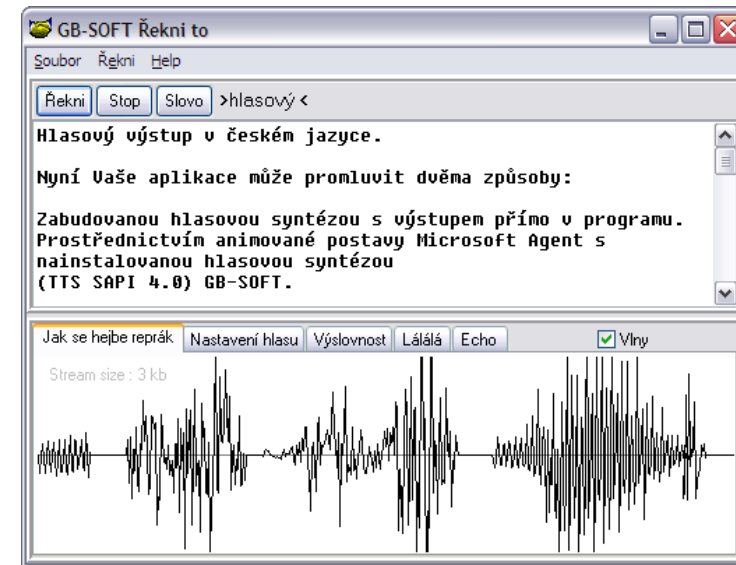 GB-SOFT Řekni to
Soubor Řekni Help
Řekni Stop Slovo >hlasový <
Hlasový výstup v českém jazyce.
Nyní Vaše aplikace může promluvit dvěma způsoby:
Zabudovanou hlasovou syntézou s výstupem přímo v programu.
Prostřednictvím animované postavy Microsoft Agent s
nainstalovanou hlasovou syntézou
(TTS SAPI 4.0) GB-SOFT.
Jak se hejbe reprák Nastavení hlasu Výslovnost Lálálá Echo Vlny
Stream size : 3 kb